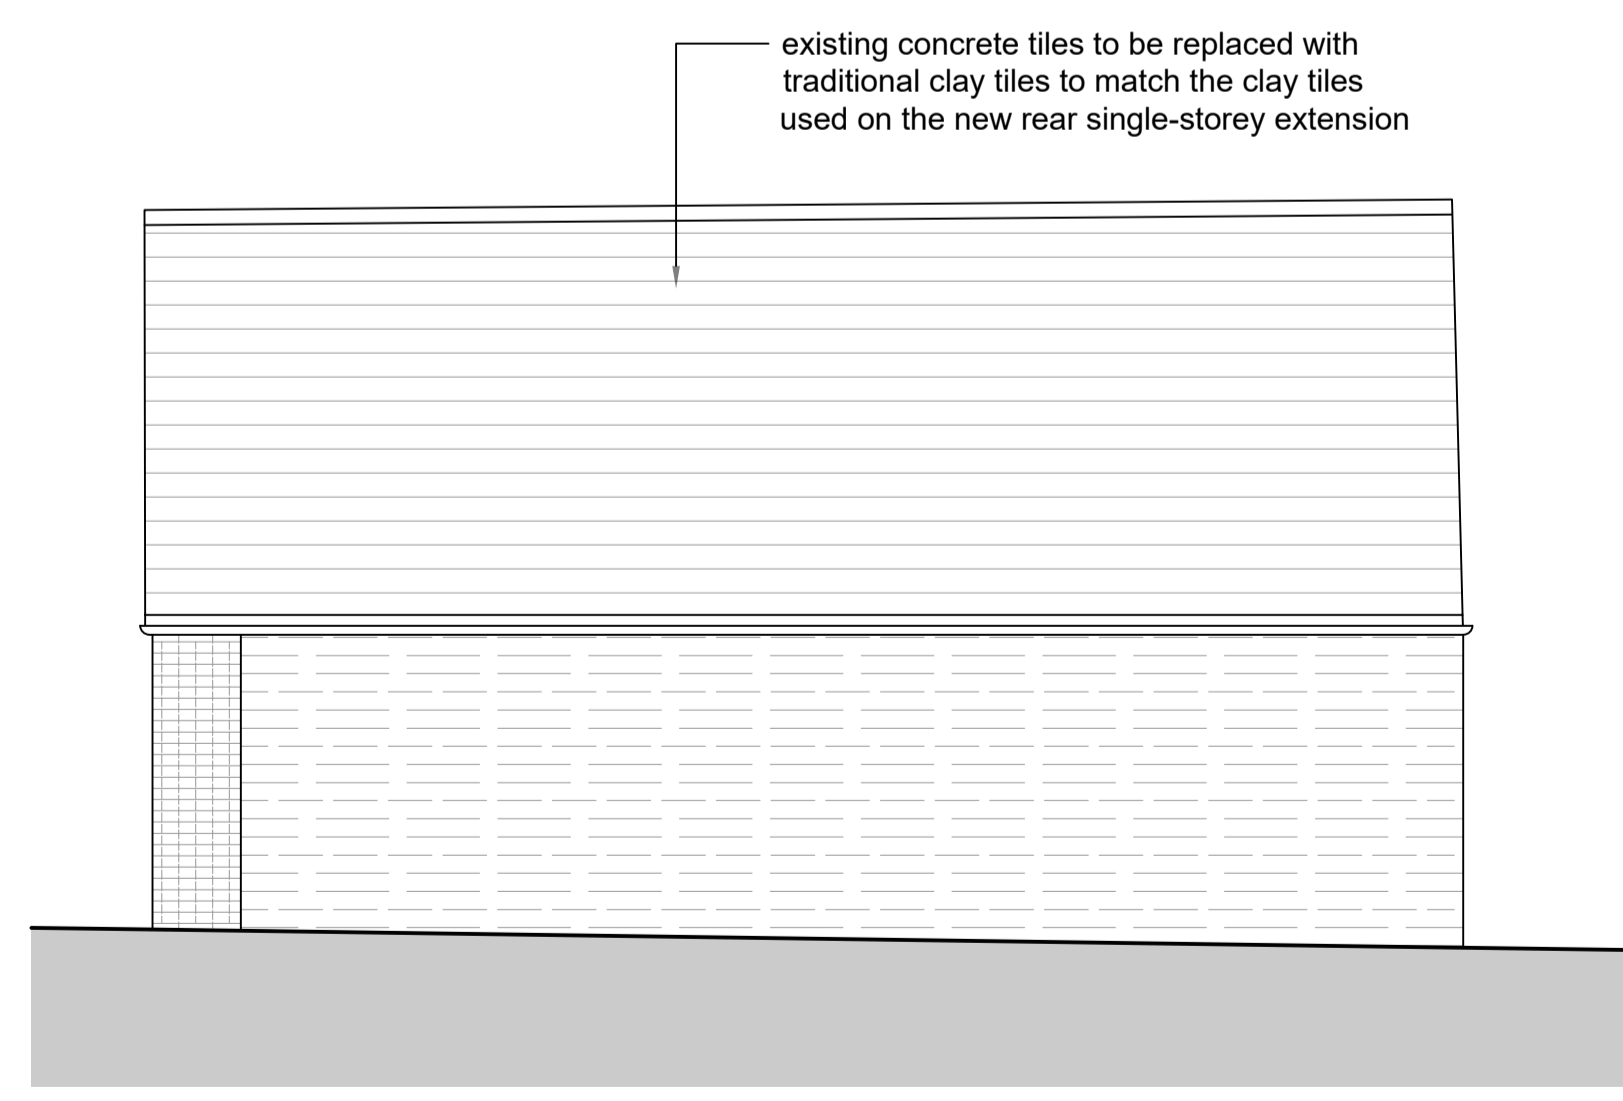 existing concrete tiles to be replaced with
traditional clay tiles to match the clay tiles
used on the new rear single-storey extension